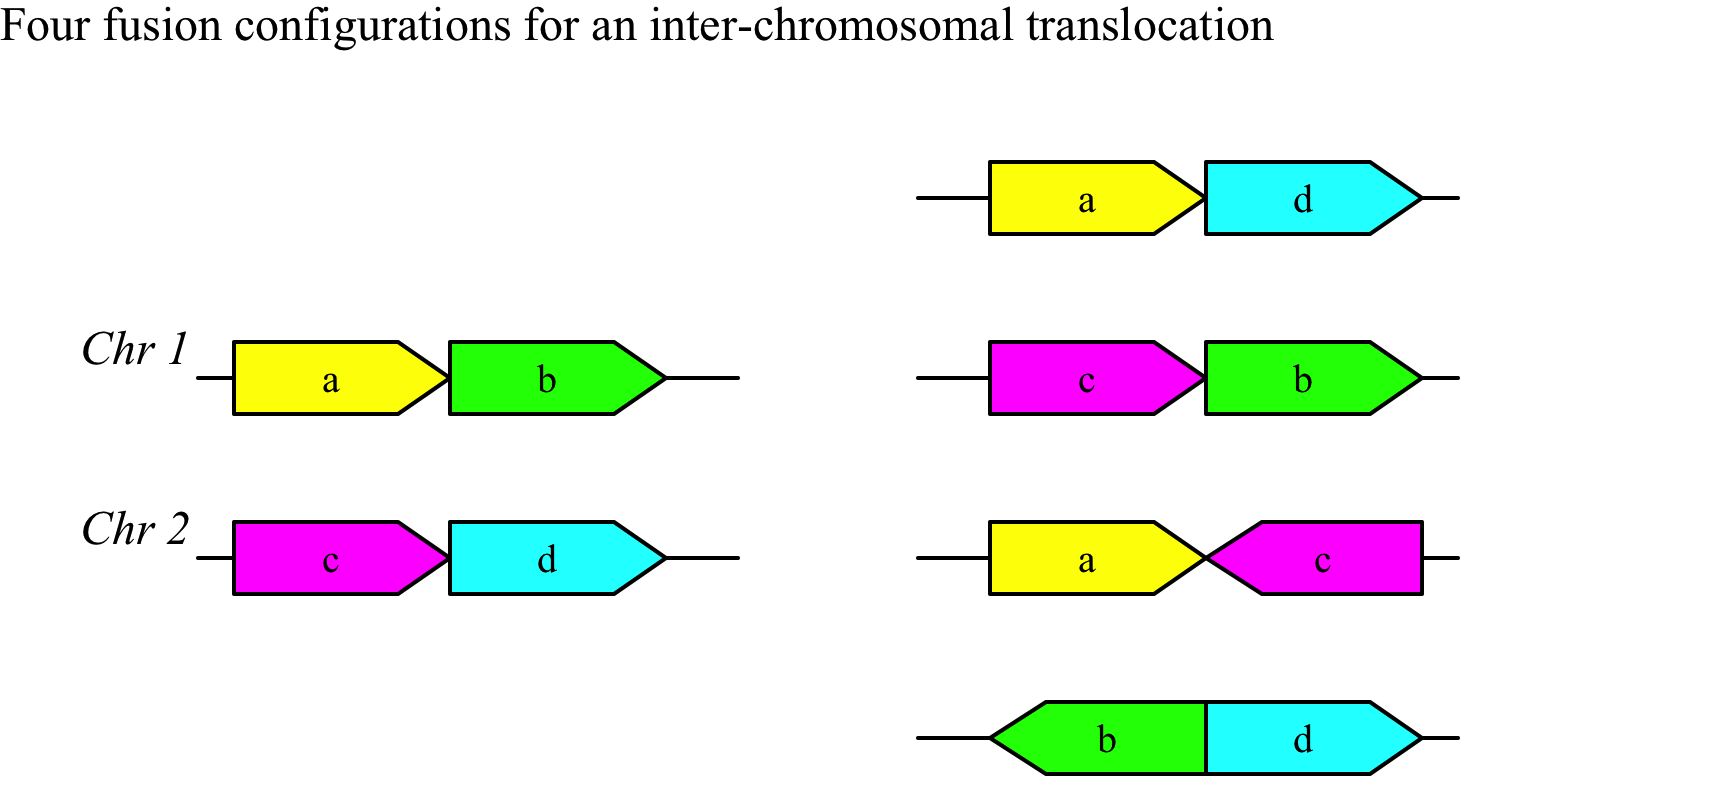 Four fusion configurations for an inter-chromosomal translocation
a d
Chr 1 a b
c b
Chr 2 c d
a c
b d